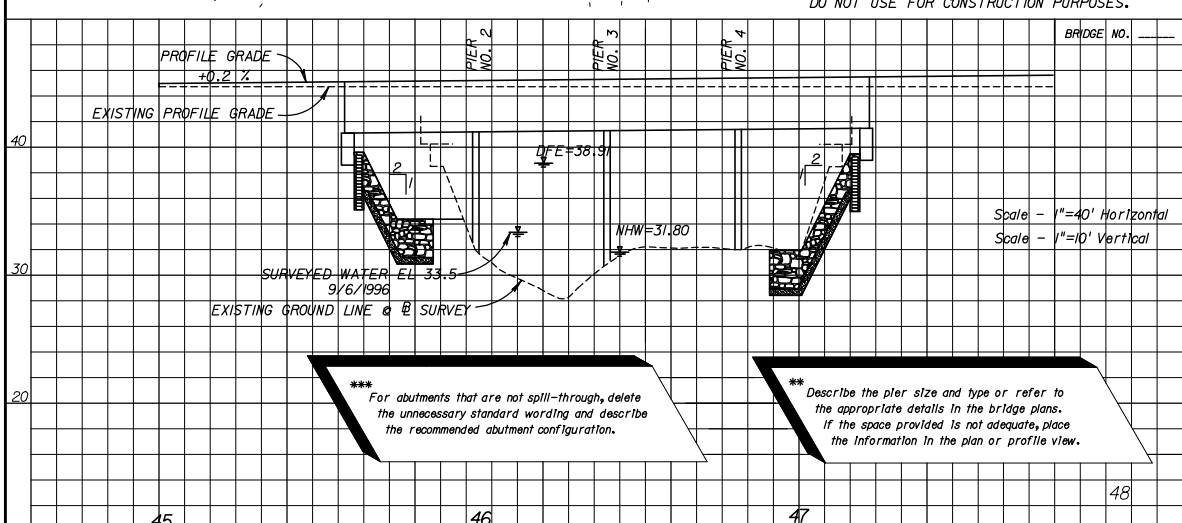 DO NOT USE FOR CONSTRUCTION PURPOSES.
BRIDGE NO. ______
PIER NO. 2
PIER NO. 3
PIER NO. 4
PROFILE GRADE
+0.2 %
EXISTING PROFILE GRADE
40
DFE=38.91
2
1
2
1
Scale - 1"=40' Horizontal
NHW=31.80
Scale - 1"=10' Vertical
30
SURVEYED WATER EL 33.5
9/6/1996
EXISTING GROUND LINE @ B SURVEY
***
For abutments that are not spill-through, delete
the unnecessary standard wording and describe
the recommended abutment configuration.
**
Describe the pier size and type or refer to
the appropriate details in the bridge plans.
If the space provided is not adequate, place
the information in the plan or profile view.
20
48
45
46
47